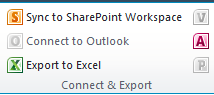 Sync to SharePoint Workspace
Connect to Outlook
Export to Excel
Connect & Export